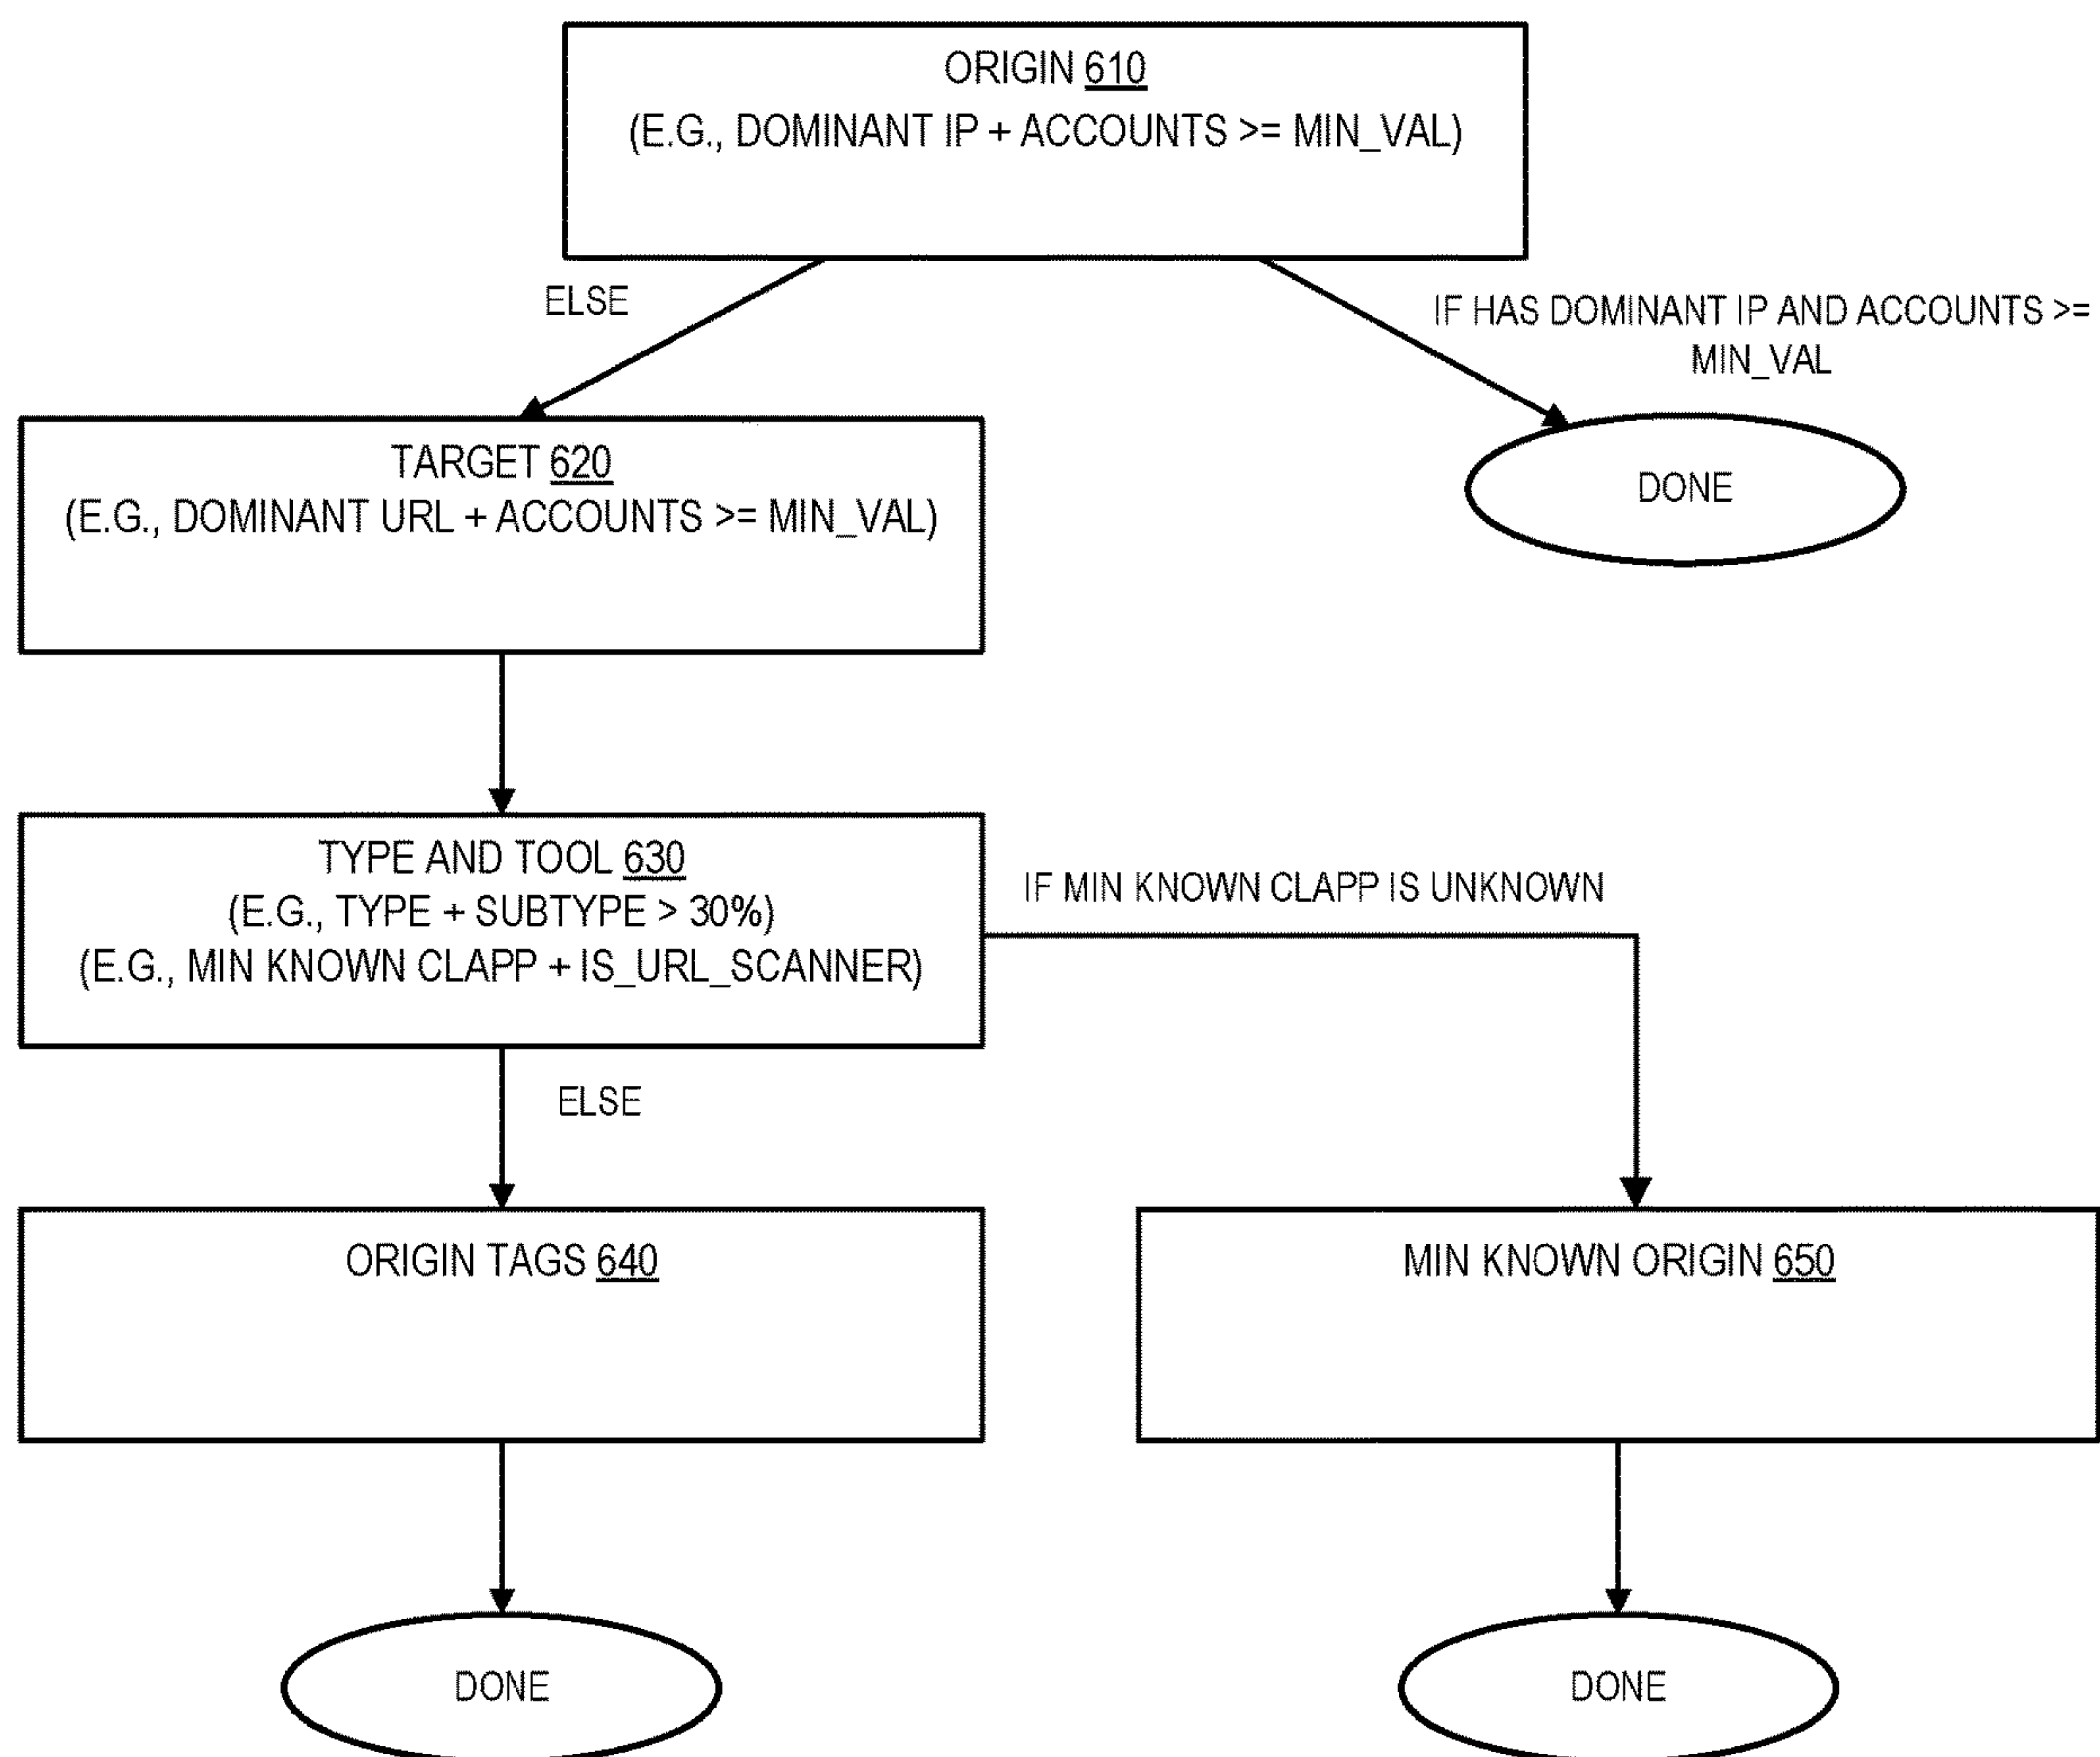 ORIGIN 610
(E.G., DOMINANT IP + ACCOUNTS >= MIN_VAL)
ELSE
IF HAS DOMINANT IP AND ACCOUNTS >=
MIN_VAL
TARGET 620
(E.G., DOMINANT URL + ACCOUNTS >= MIN_VAL)
DONE
TYPE AND TOOL 630
(E.G., TYPE + SUBTYPE > 30%)
(E.G., MIN KNOWN CLAPP + IS_URL_SCANNER)
IF MIN KNOWN CLAPP IS UNKNOWN
ELSE
ORIGIN TAGS 640
MIN KNOWN ORIGIN 650
DONE
DONE